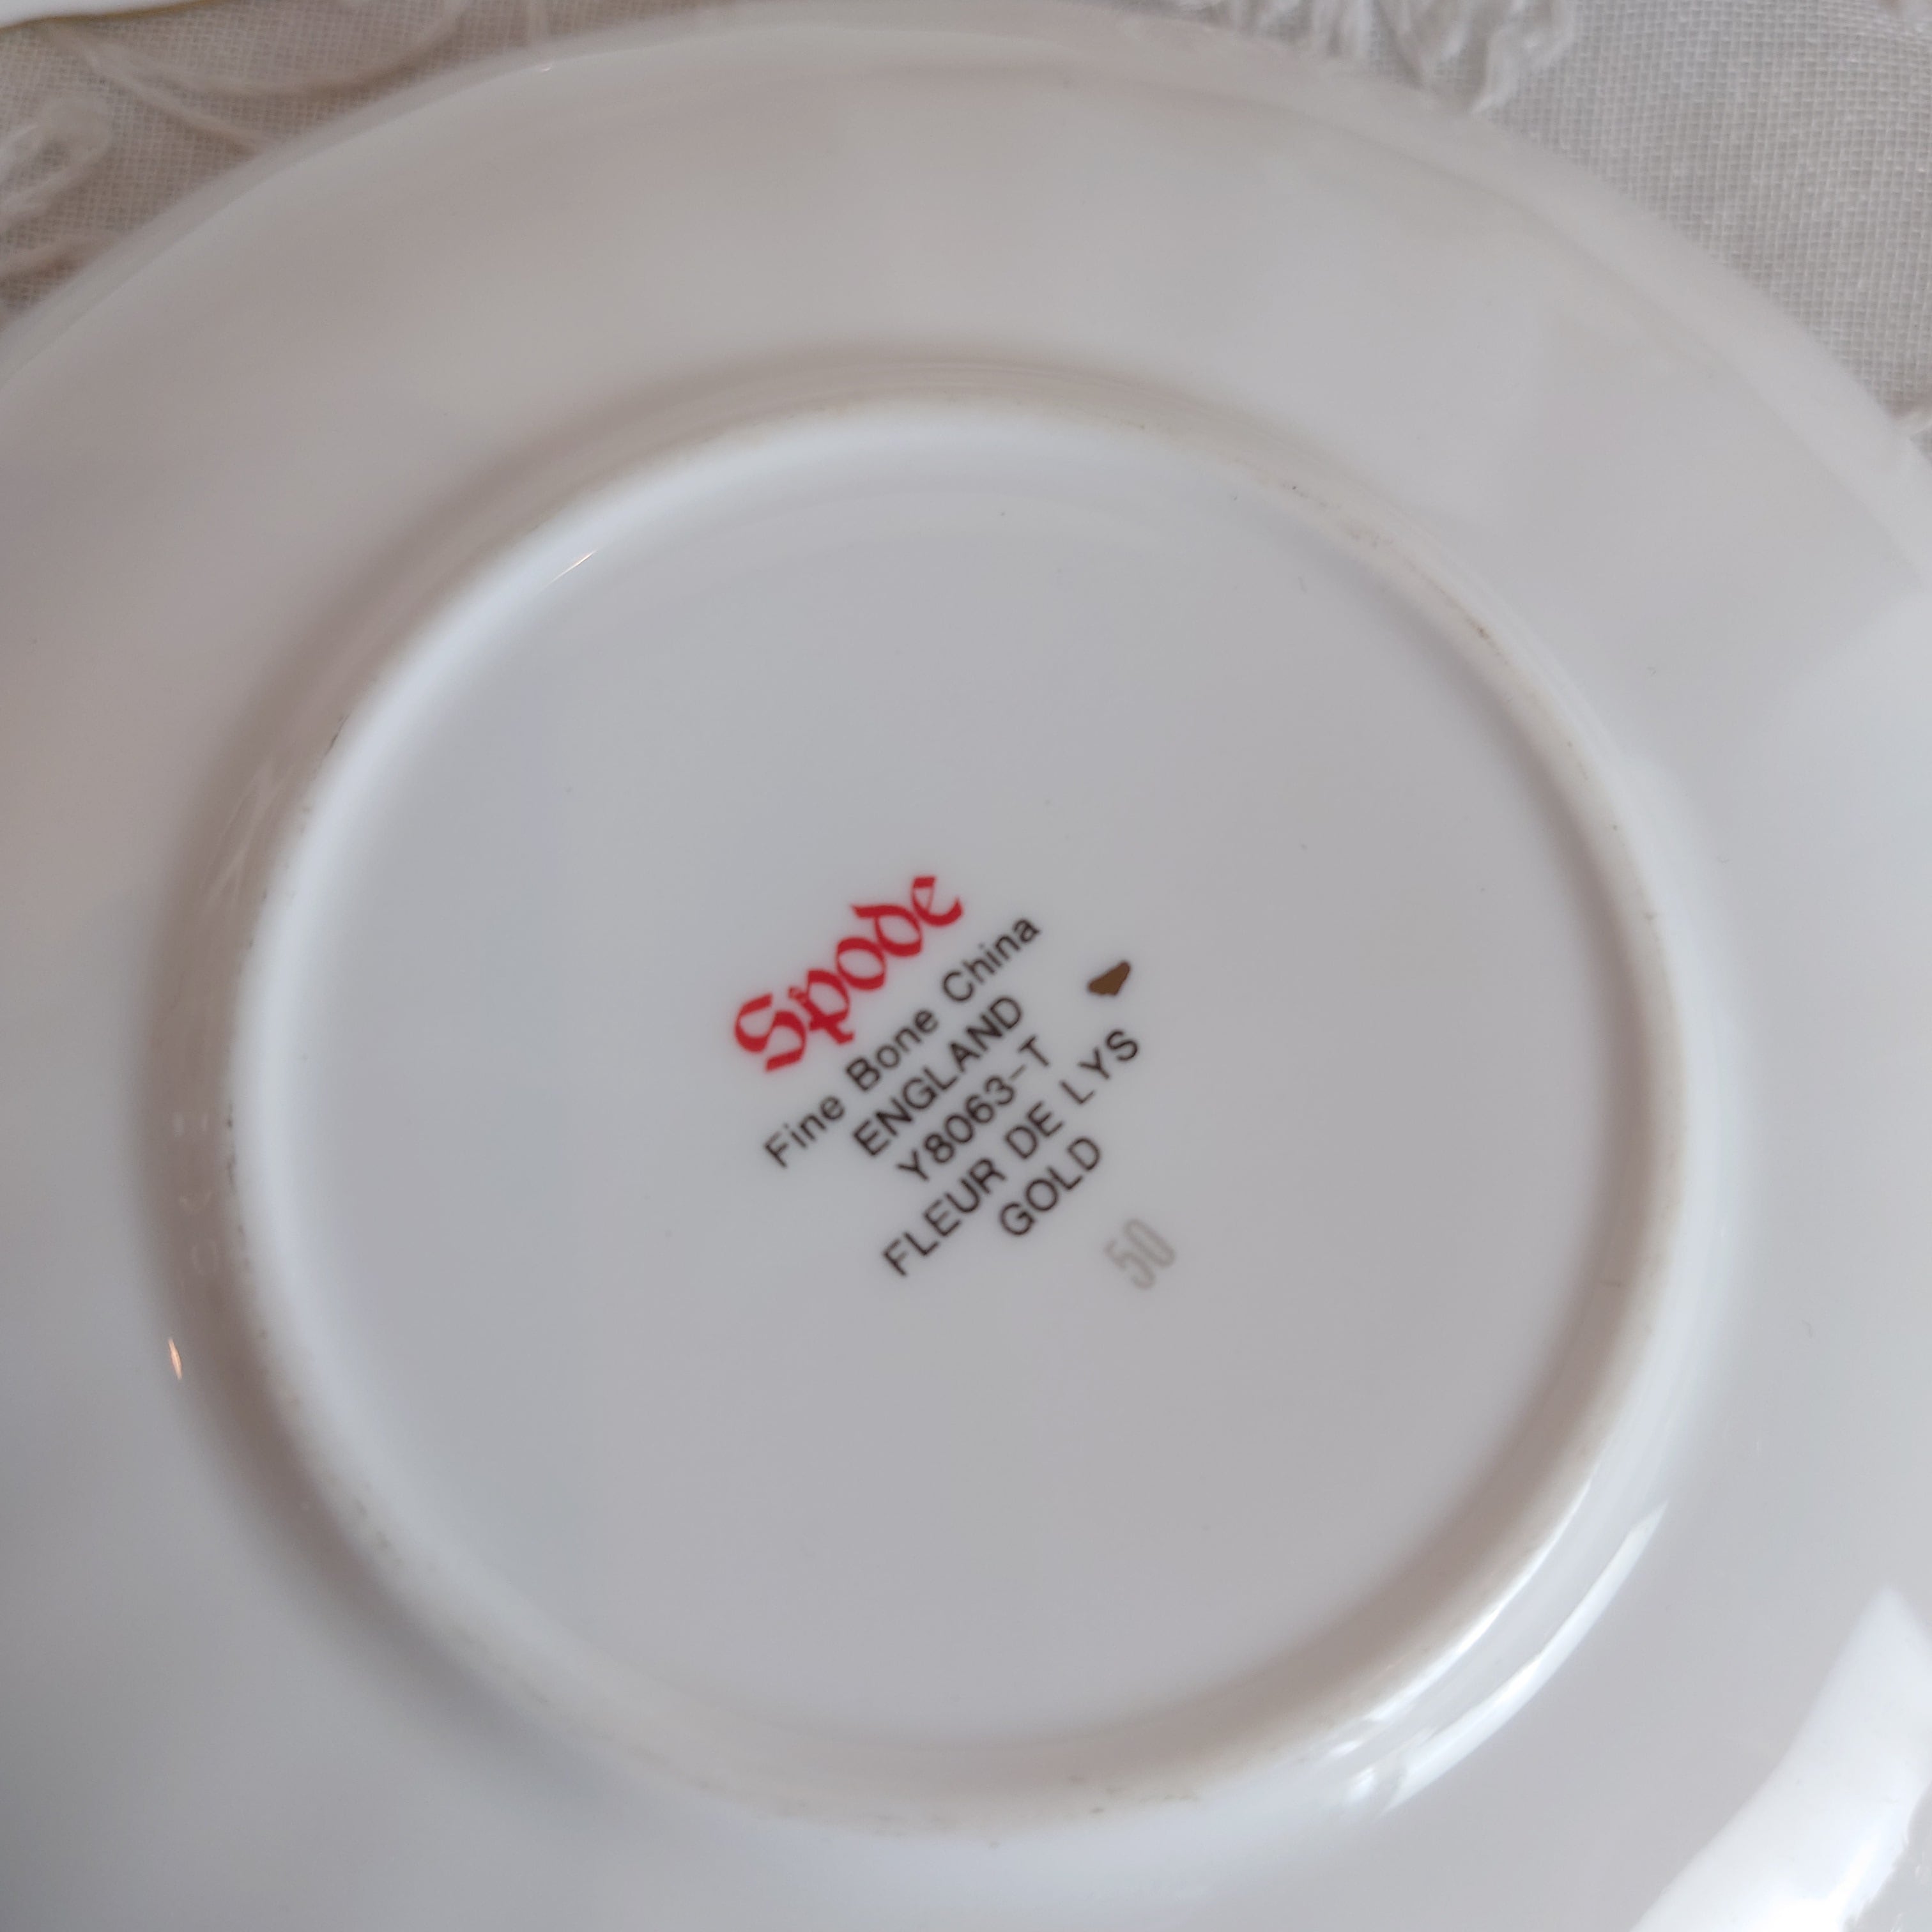 Spode
Fine Bone China
ENGLAND
Y8063-T
FLEUR DE LYS
GOLD
50